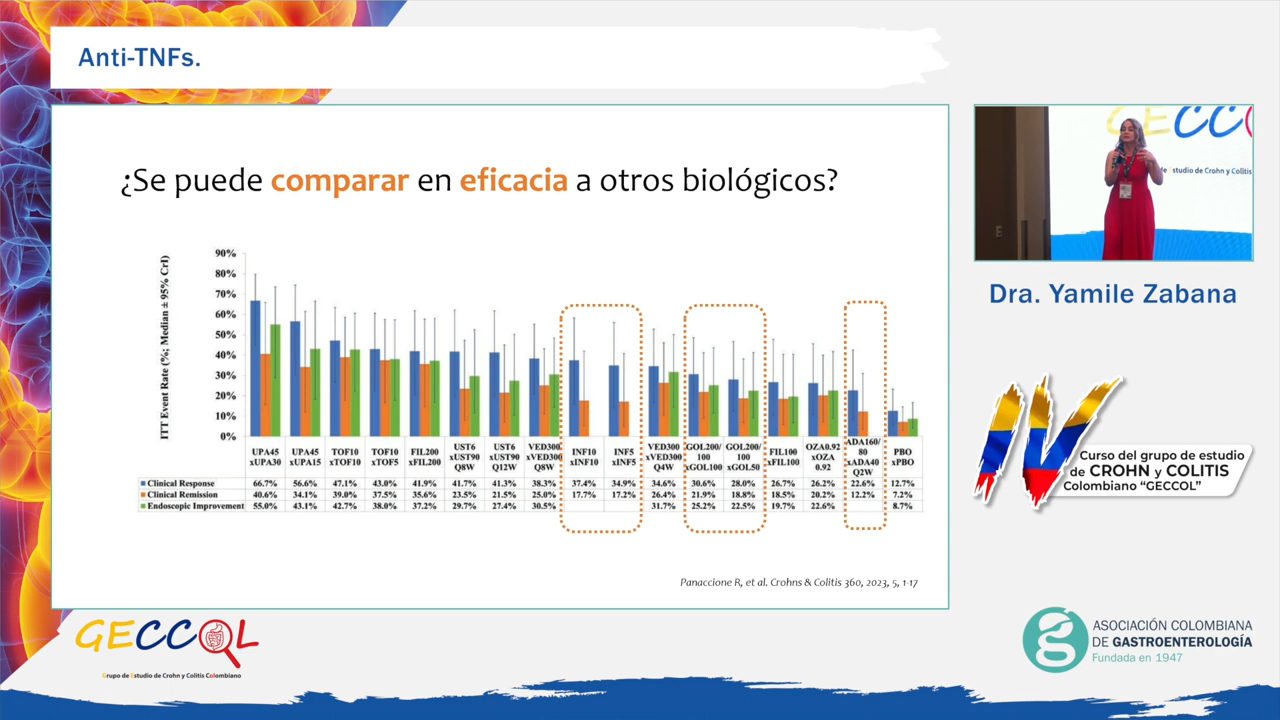 Anti-TNFs.
¿Se puede comparar en eficacia a otros biológicos?
ITT Event Rate (%; Median ± 95% CrI)
90%
80%
70%
60%
50%
40%
30%
20%
10%
0%
UPA45 xUPA30
UPA45 xUPA15
TOF10 xTOF10
TOF10 xTOF5
FIL200 xFIL200
UST6 xUST90 Q8W
UST6 xUST90 Q12W
VED300 xVED300 Q8W
INF10 xINF10
INF5 xINF5
VED300 xVED300 Q4W
GOL200/ 100 xGOL100
GOL200/ 100 xGOL50
FIL100 xFIL100
OZA0.92 xOZA 0.92
ADA160/ 80 xADA40 Q2W
PBO xPBO
Clinical Response 66.7% 56.6% 47.1% 43.0% 41.9% 41.7% 41.3% 38.3% 37.4% 34.9% 34.6% 30.6% 28.0% 26.7% 26.2% 22.6% 12.7%
Clinical Remission 40.6% 34.1% 39.0% 37.5% 35.6% 23.5% 21.5% 25.0% 17.7% 17.2% 26.4% 21.9% 18.8% 18.5% 20.2% 12.2% 7.2%
Endoscopic Improvement 55.0% 43.1% 42.7% 38.0% 37.2% 29.7% 27.4% 30.5% 31.7% 25.2% 22.5% 19.7% 22.6% 8.7%
Panaccione R, et al. Crohns & Colitis 360, 2023, 5, 1-17
GECC
de Estudio de Crohn y Colitis
Dra. Yamile Zabana
IV
Curso del grupo de estudio
de CROHN y COLITIS
Colombiano “GECCOL”
GECCOL
Grupo de Estudio de Crohn y Colitis Colombiano
ASOCIACIÓN COLOMBIANA
DE GASTROENTEROLOGÍA
Fundada en 1947